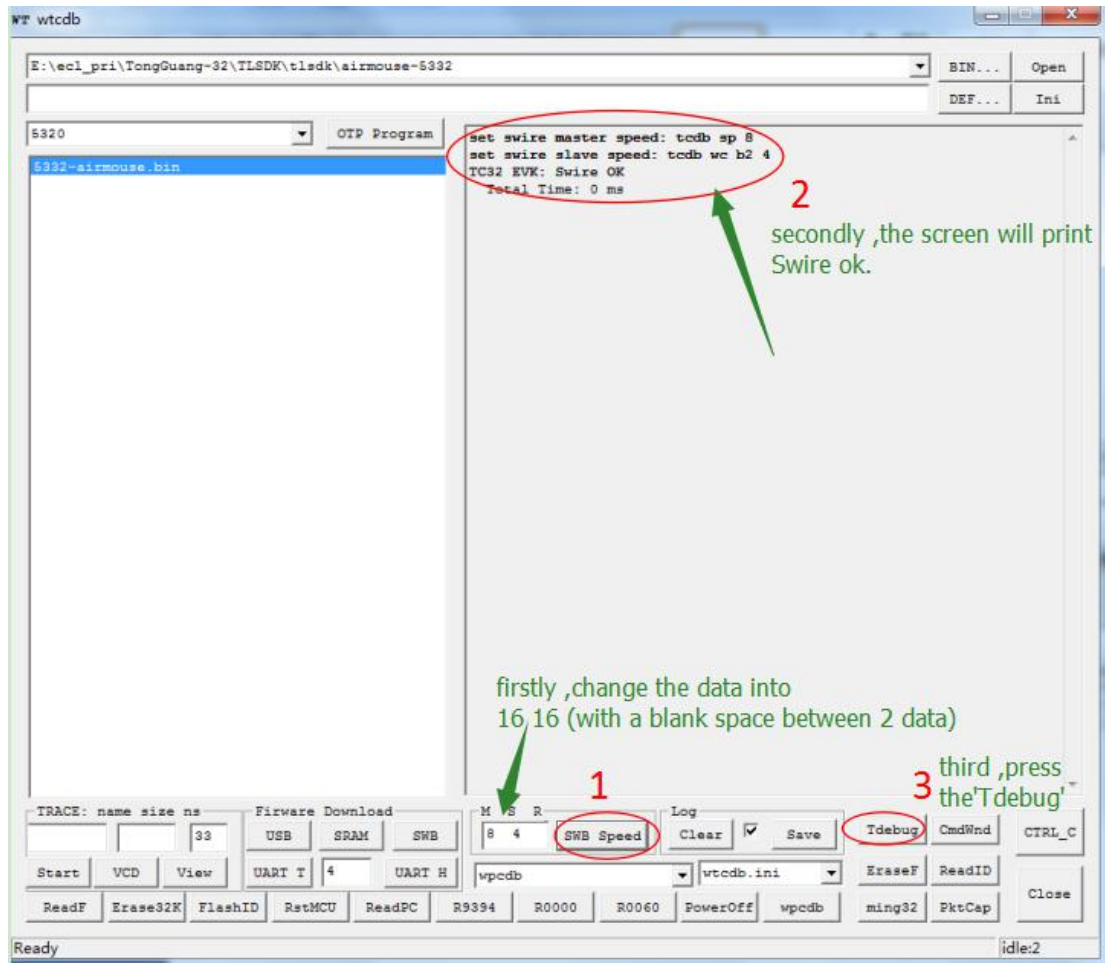 WT wtcdb
E:\ecl_pri\TongGuang-32\TLSDK\tlsdk\airmouse-5332
BIN... Open
DEF... Ini
5320 OTP Program
5332-airmouse.bin
set swire master speed: tcdb sp 8
set swire slave speed: tcdb wc b2 4
TC32 EVK: Swire OK
Total Time: 0 ms
2
secondly ,the screen will print
Swire ok.
firstly ,change the data into
16 16 (with a blank space between 2 data)
1
3
third ,press
the'Tdebug'
TRACE: name size ns
33
Firware Download
USB SRAM SWB
M S R
8 4 SWB Speed
Log
Clear Save
Tdebug CmdWnd CTRL_C
Start VCD View
UART T 4 UART H
wpcdb wtcdb.ini
EraseF ReadID
ReadF Erase32K FlashID RstMCU ReadPC R9394 R0000 R0060 PowerOff wpcdb
ming32 PktCap Close
Ready idle:2